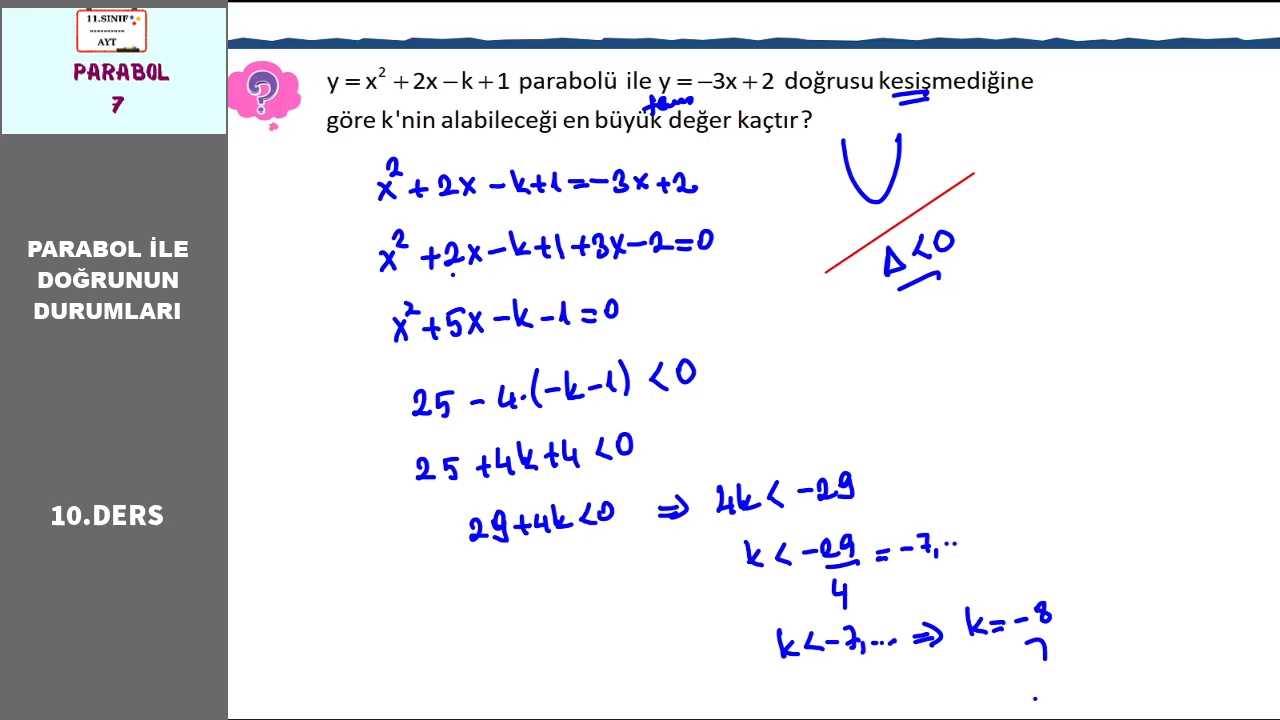 11.SINIF
----------
AYT
PARABOL
7
PARABOL İLE
DOĞRUNUN
DURUMLARI
10.DERS
?
y = x² + 2x − k + 1 parabolü ile y = −3x + 2 doğrusu kesişmediğine
tam
göre k'nin alabileceği en büyük değer kaçtır?
x² + 2x − k+1 = −3x + 2
x² + 2x − k + 1 + 3x − 2 = 0
Δ < 0
x² + 5x − k − 1 = 0
25 − 4.(−k−1) < 0
25 + 4k + 4 < 0
29 + 4k < 0 ⇒ 4k < −29
k < −29/4 = −7,..
k < −7,... ⇒ k = −8